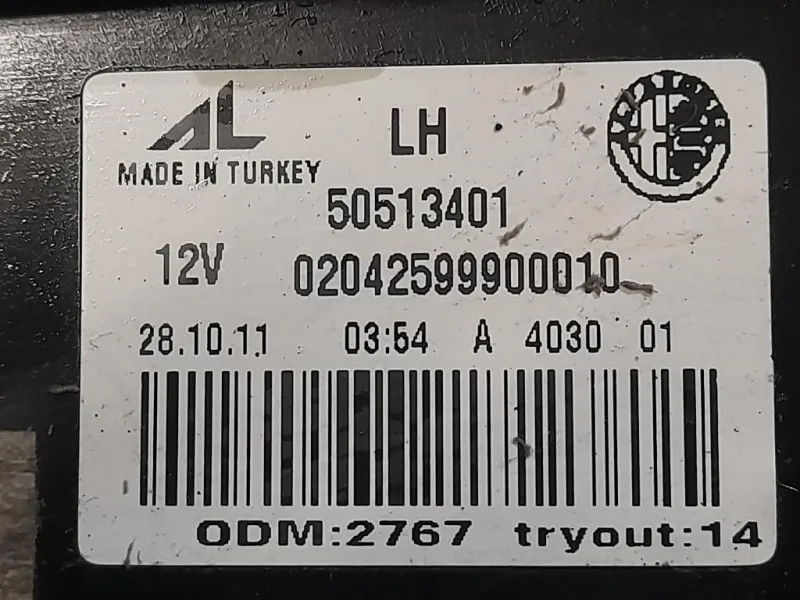 AL
LH
MADE IN TURKEY
50513401
12V 02042599900010
28.10.11 03:54 A 4030 01
ODM:2767 tryout:14